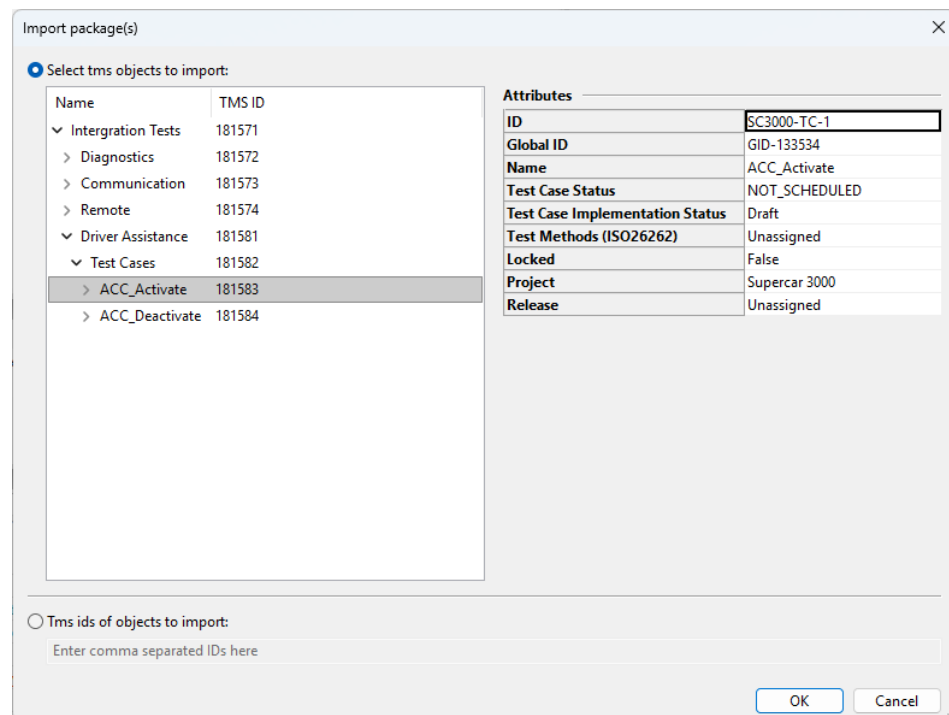 Import package(s)
Select tms objects to import:
Name TMS ID
Intergration Tests 181571
Diagnostics 181572
Communication 181573
Remote 181574
Driver Assistance 181581
Test Cases 181582
ACC_Activate 181583
ACC_Deactivate 181584
Attributes
ID SC3000-TC-1
Global ID GID-133534
Name ACC_Activate
Test Case Status NOT_SCHEDULED
Test Case Implementation Status Draft
Test Methods (ISO26262) Unassigned
Locked False
Project Supercar 3000
Release Unassigned
Tms ids of objects to import:
Enter comma separated IDs here
OK Cancel